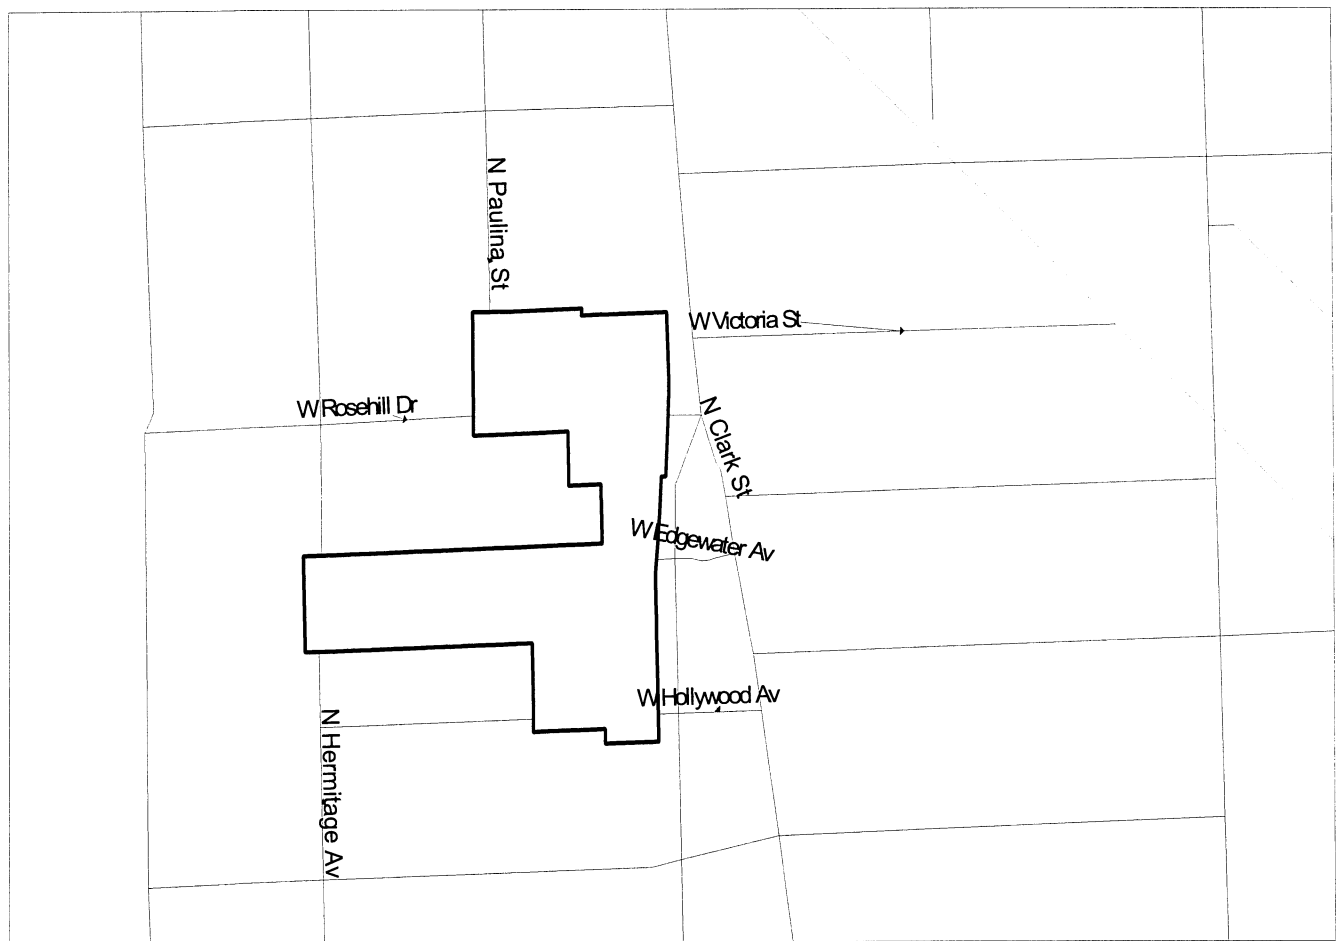 N Paulina St
W Victoria St
W Rosehill Dr
N Clark St
W Edgewater Av
W Hollywood Av
N Hermitage Av